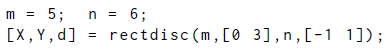 m = 5;  n = 6;
[X,Y,d] = rectdisc(m,[0 3],n,[-1 1]);